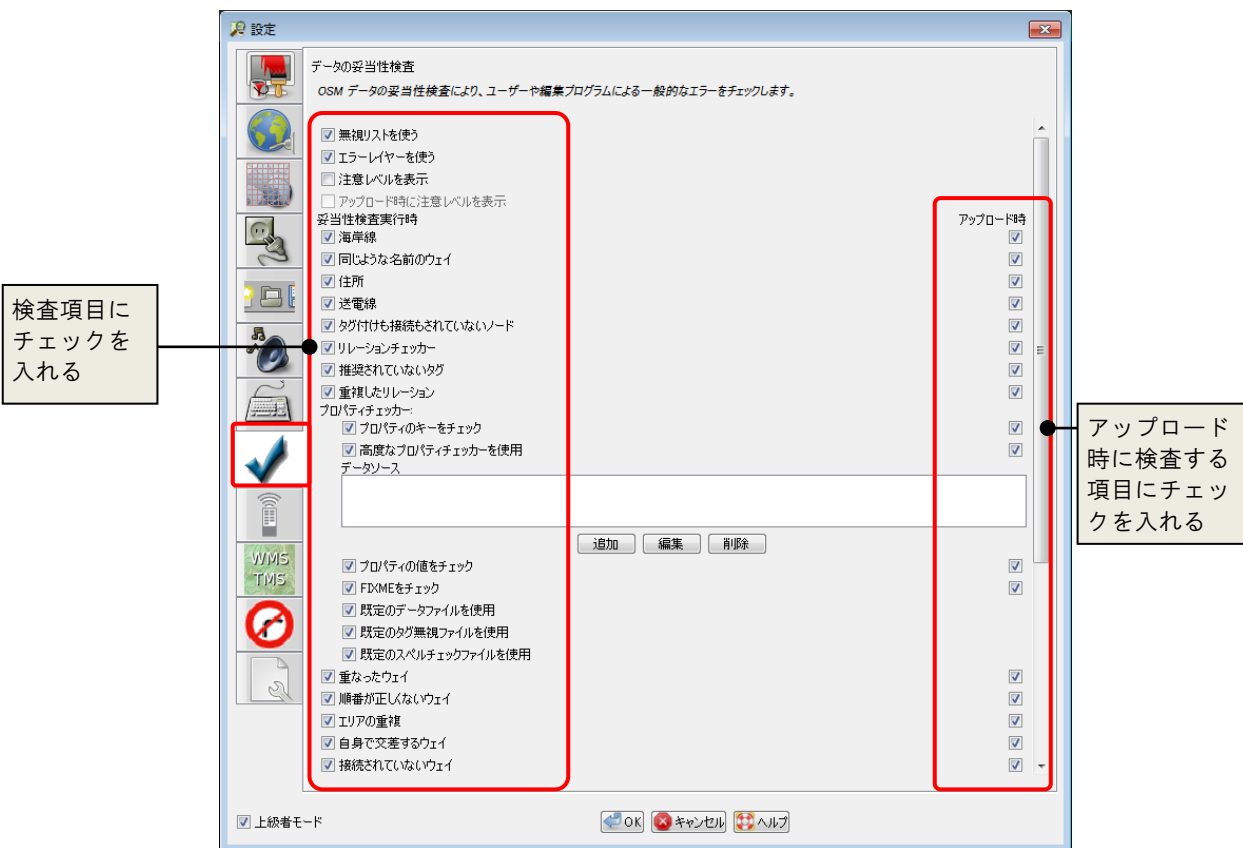 設定
データの妥当性検査
OSM データの妥当性検査により、ユーザーや編集プログラムによる一般的なエラーをチェックします。
無視リストを使う
エラーレイヤーを使う
注意レベルを表示
アップロード時に注意レベルを表示
妥当性検査実行時
アップロード時
海岸線
同じような名前のウェイ
住所
送電線
タグ付けも接続もされていないノード
リレーションチェッカー
推奨されていないタグ
重複したリレーション
プロパティチェッカー:
プロパティのキーをチェック
高度なプロパティチェッカーを使用
データソース
追加 編集 削除
プロパティの値をチェック
FIXMEをチェック
既定のデータファイルを使用
既定のタグ無視ファイルを使用
既定のスペルチェックファイルを使用
重なったウェイ
順番が正しくないウェイ
エリアの重複
自身で交差するウェイ
接続されていないウェイ
WMS
TMS
上級者モード
OK キャンセル ヘルプ
検査項目に
チェックを
入れる
アップロード
時に検査する
項目にチェッ
クを入れる